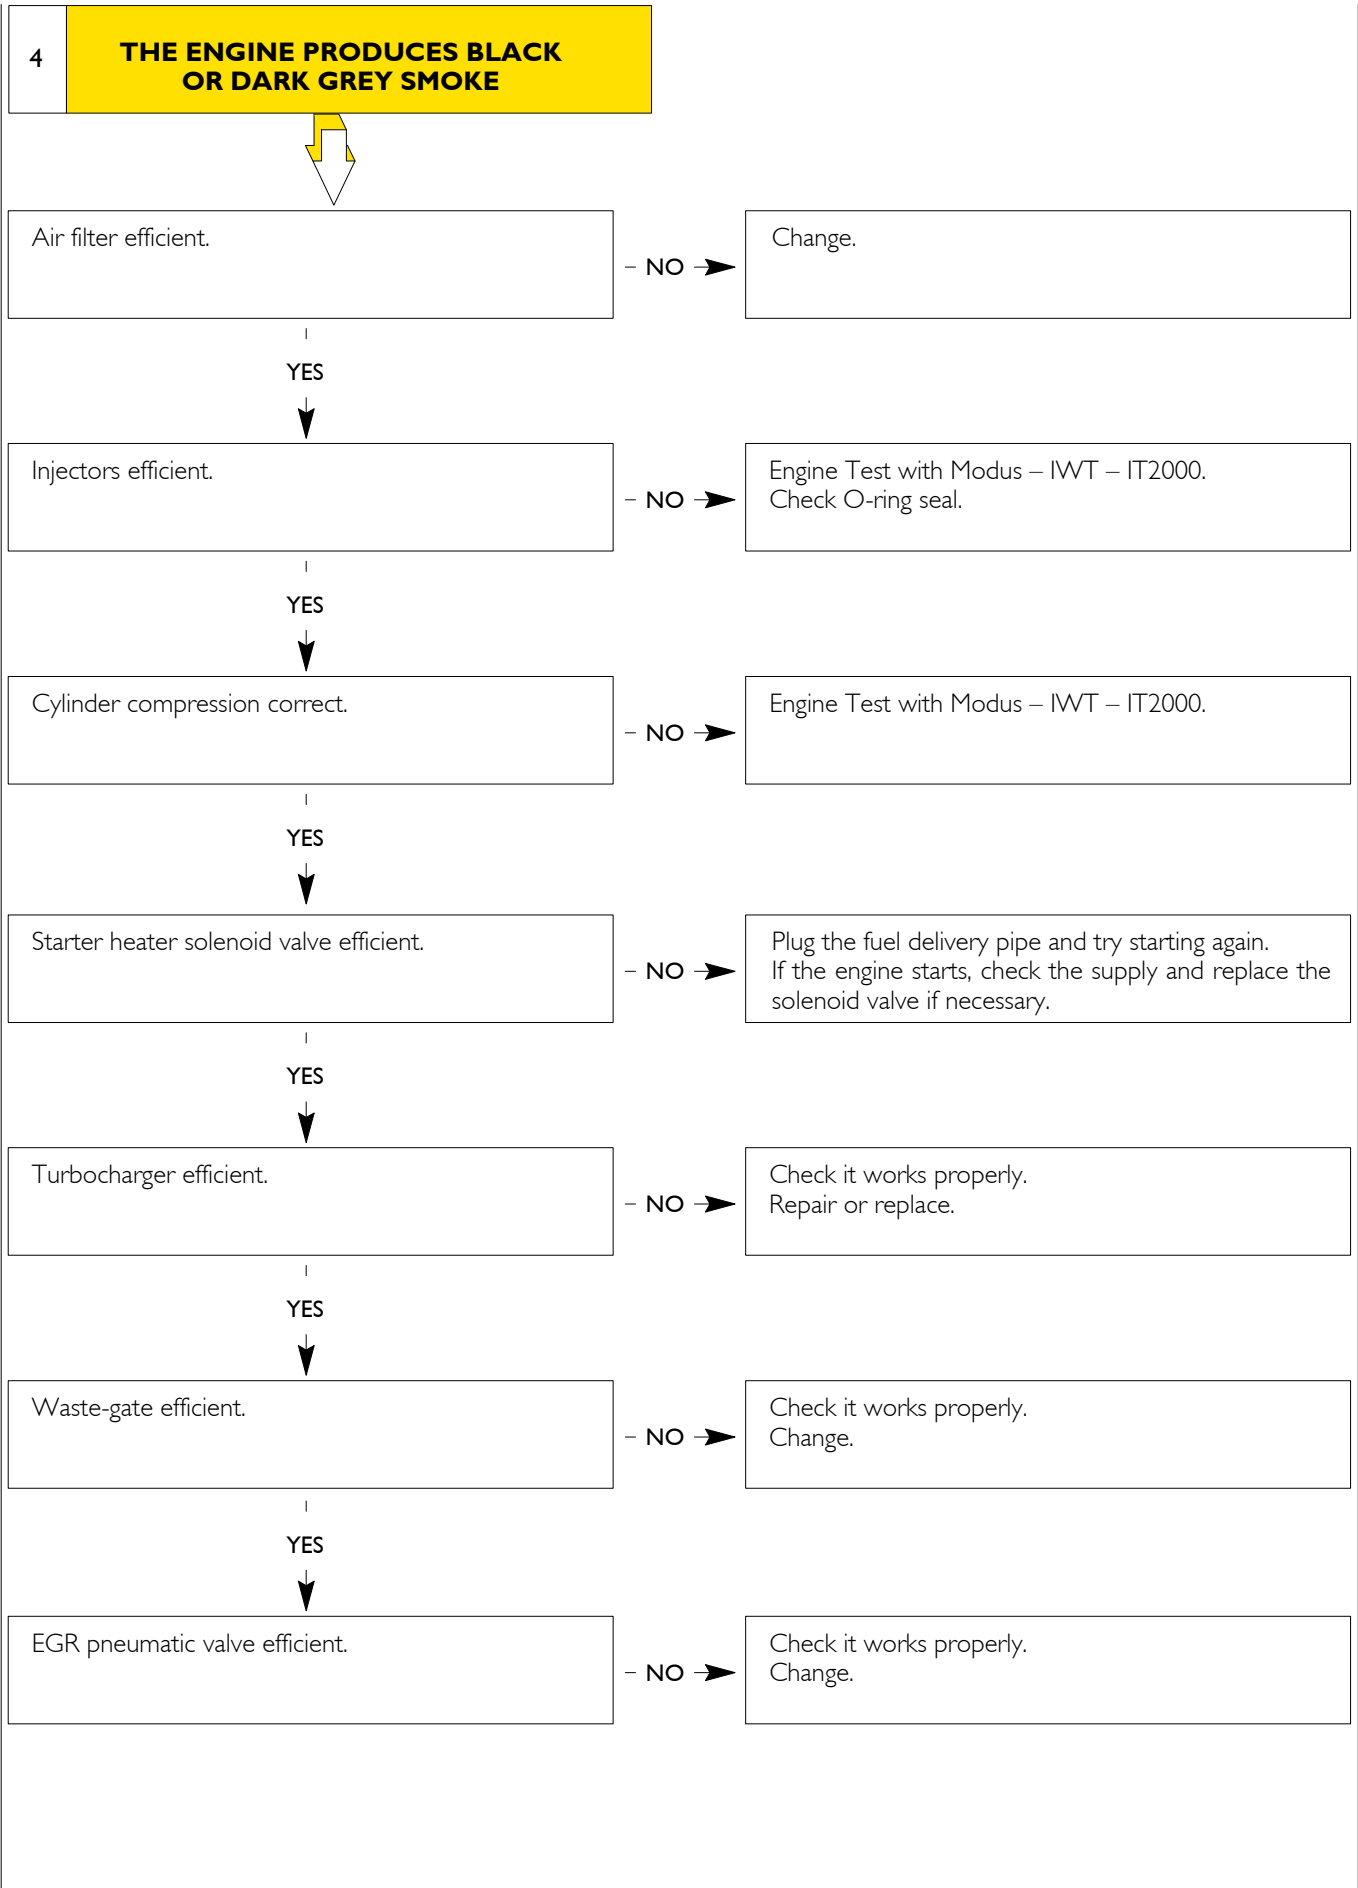 4
THE ENGINE PRODUCES BLACK
OR DARK GREY SMOKE
Air filter efficient.
NO
Change.
YES
Injectors efficient.
NO
Engine Test with Modus – IWT – IT2000.
Check O-ring seal.
YES
Cylinder compression correct.
NO
Engine Test with Modus – IWT – IT2000.
YES
Starter heater solenoid valve efficient.
NO
Plug the fuel delivery pipe and try starting again.
If the engine starts, check the supply and replace the
solenoid valve if necessary.
YES
Turbocharger efficient.
NO
Check it works properly.
Repair or replace.
YES
Waste-gate efficient.
NO
Check it works properly.
Change.
YES
EGR pneumatic valve efficient.
NO
Check it works properly.
Change.